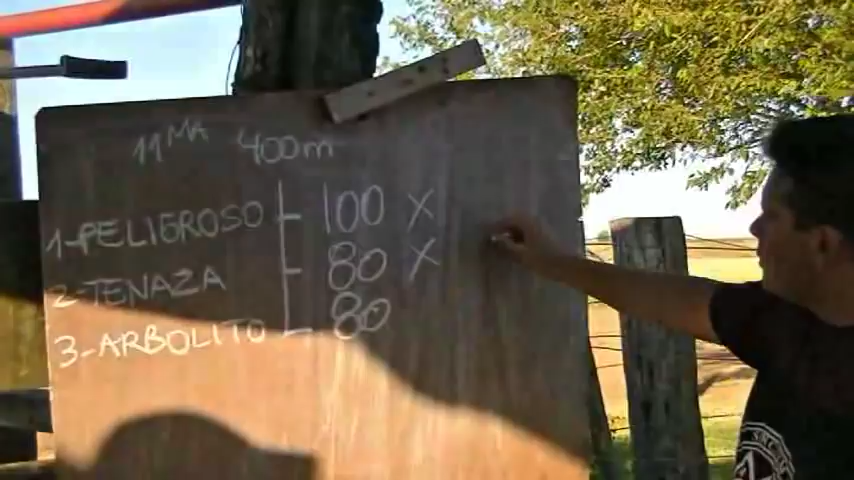 11MA 400m
1-PELIGROSO 100 X
2-TENAZA 80 X
3-ARBOLITO 80